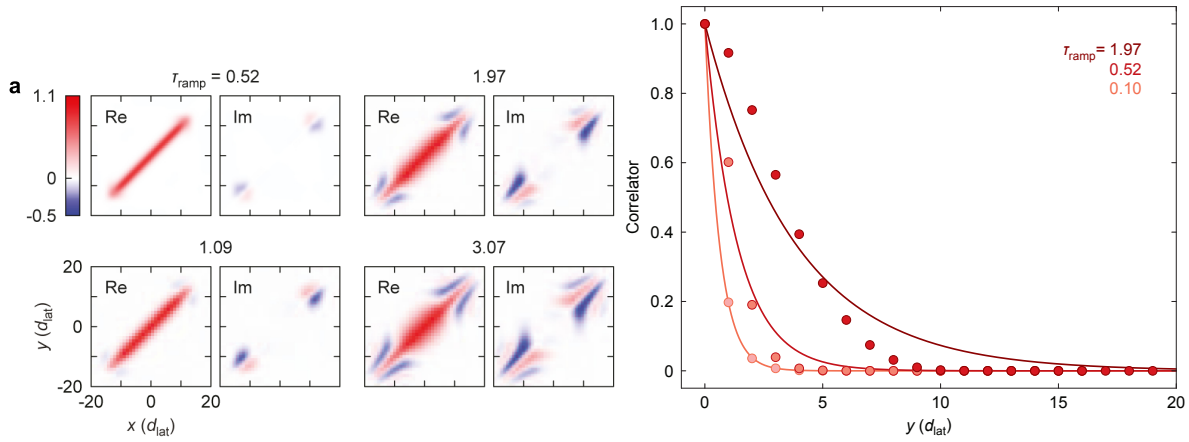 a
τramp = 0.52
1.97
1.1
0
-0.5
Re
Im
Re
Im
1.09
3.07
20
10
0
-10
-20
Re
Im
Re
Im
y (dlat)
-20
0
20
x (dlat)
1.0
0.8
0.6
0.4
0.2
0
Correlator
τramp = 1.97
0.52
0.10
0
5
10
15
20
y (dlat)